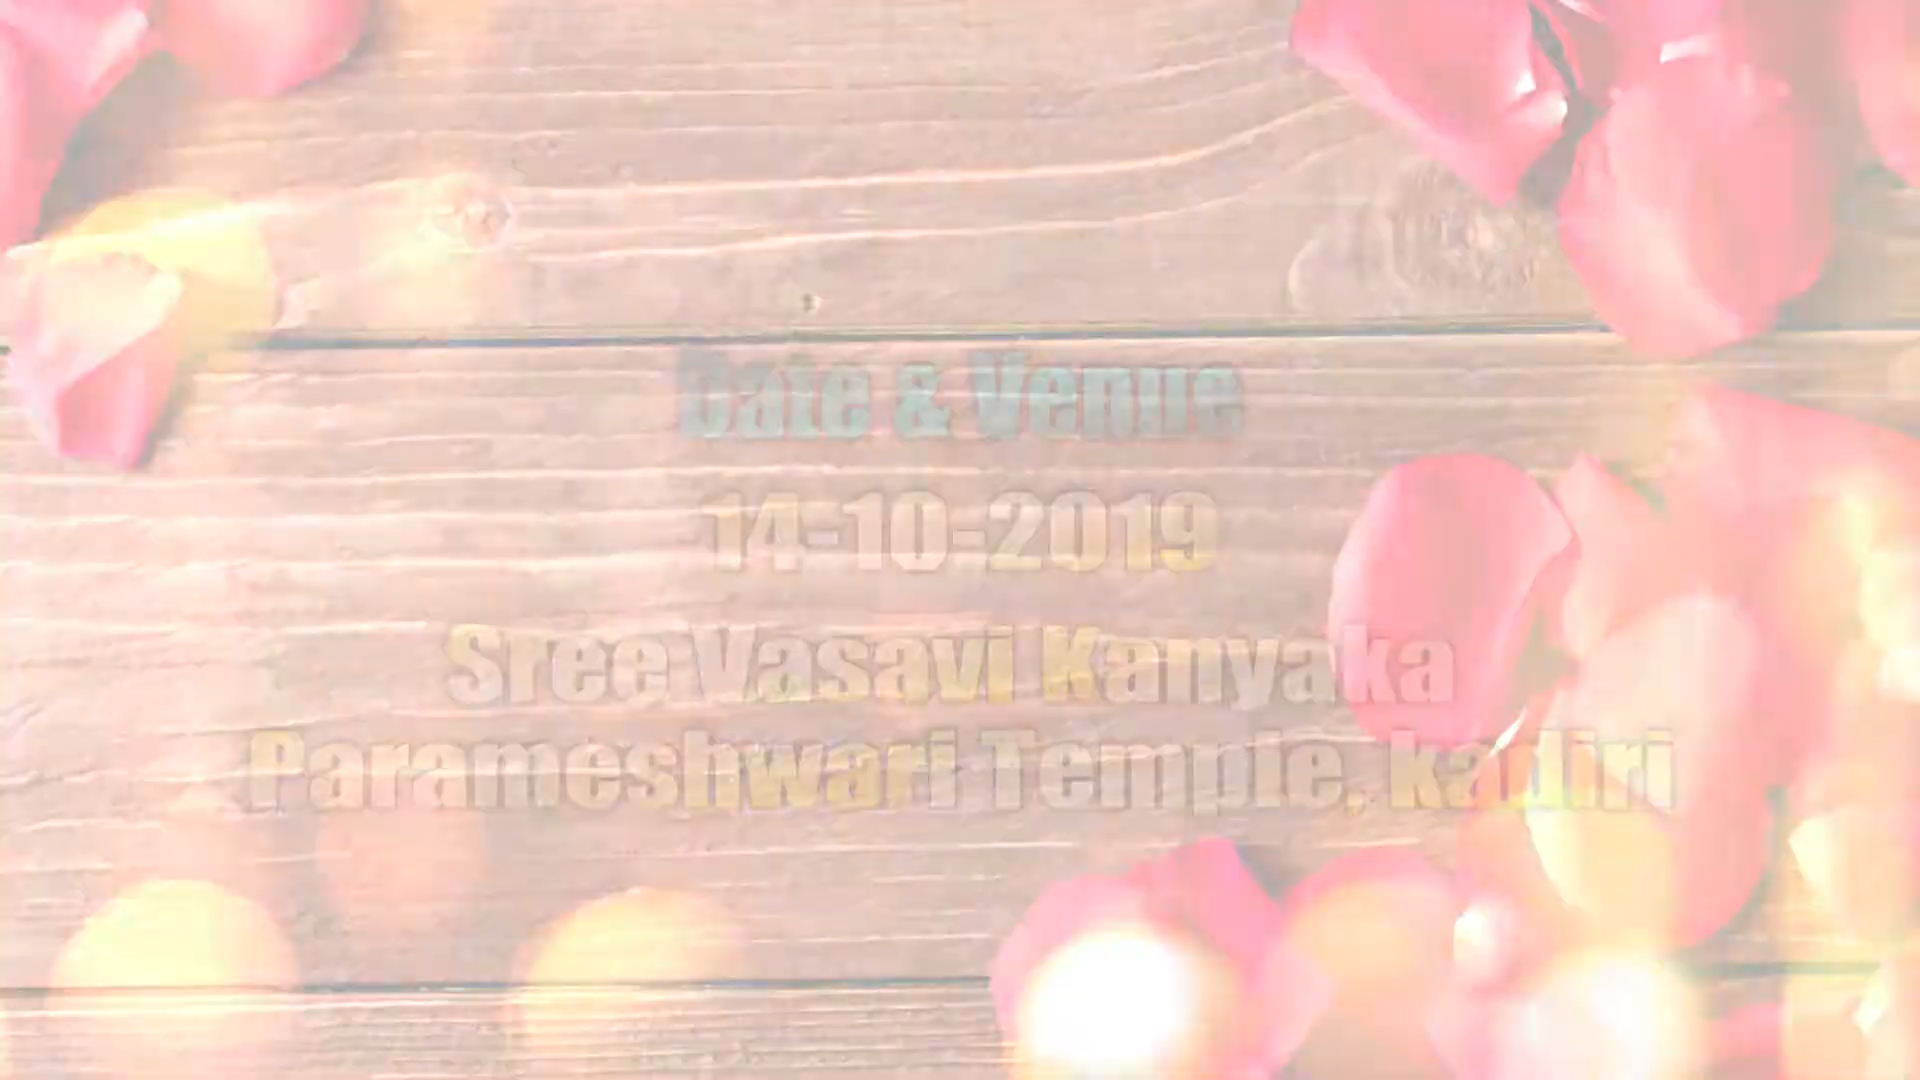 Date & Venue
14-10-2019
Sree Vasavi Kanyaka
Parameshwari Temple, kadiri